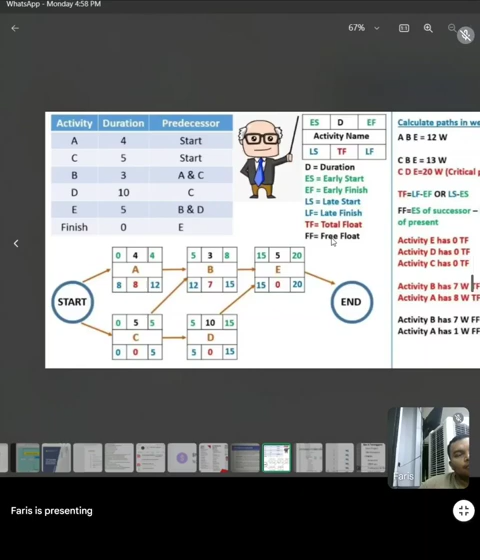 WhatsApp - Monday 4:58 PM
67%
Activity Duration Predecessor
A 4 Start
C 5 Start
B 3 A & C
D 10 C
E 5 B & D
Finish 0 E
ES D EF
Activity Name
LS TF LF
D = Duration
ES = Early Start
EF = Early Finish
LS = Late Start
LF= Late Finish
TF= Total Float
FF= Free Float
Calculate paths in we
A B E = 12 W
C B E = 13 W
C D E=20 W (Critical p
TF=LF-EF OR LS-ES
FF=ES of successor –
of present
Activity E has 0 TF
Activity D has 0 TF
Activity C has 0 TF
Activity B has 7 W TF
Activity A has 8 W TF
Activity B has 7 W FF
Activity A has 1 W FF
START
0 4 4
A
8 8 12
5 3 8
B
12 7 15
15 5 20
E
15 0 20
END
0 5 5
C
0 0 5
5 10 15
D
5 0 15
Faris
Faris is presenting